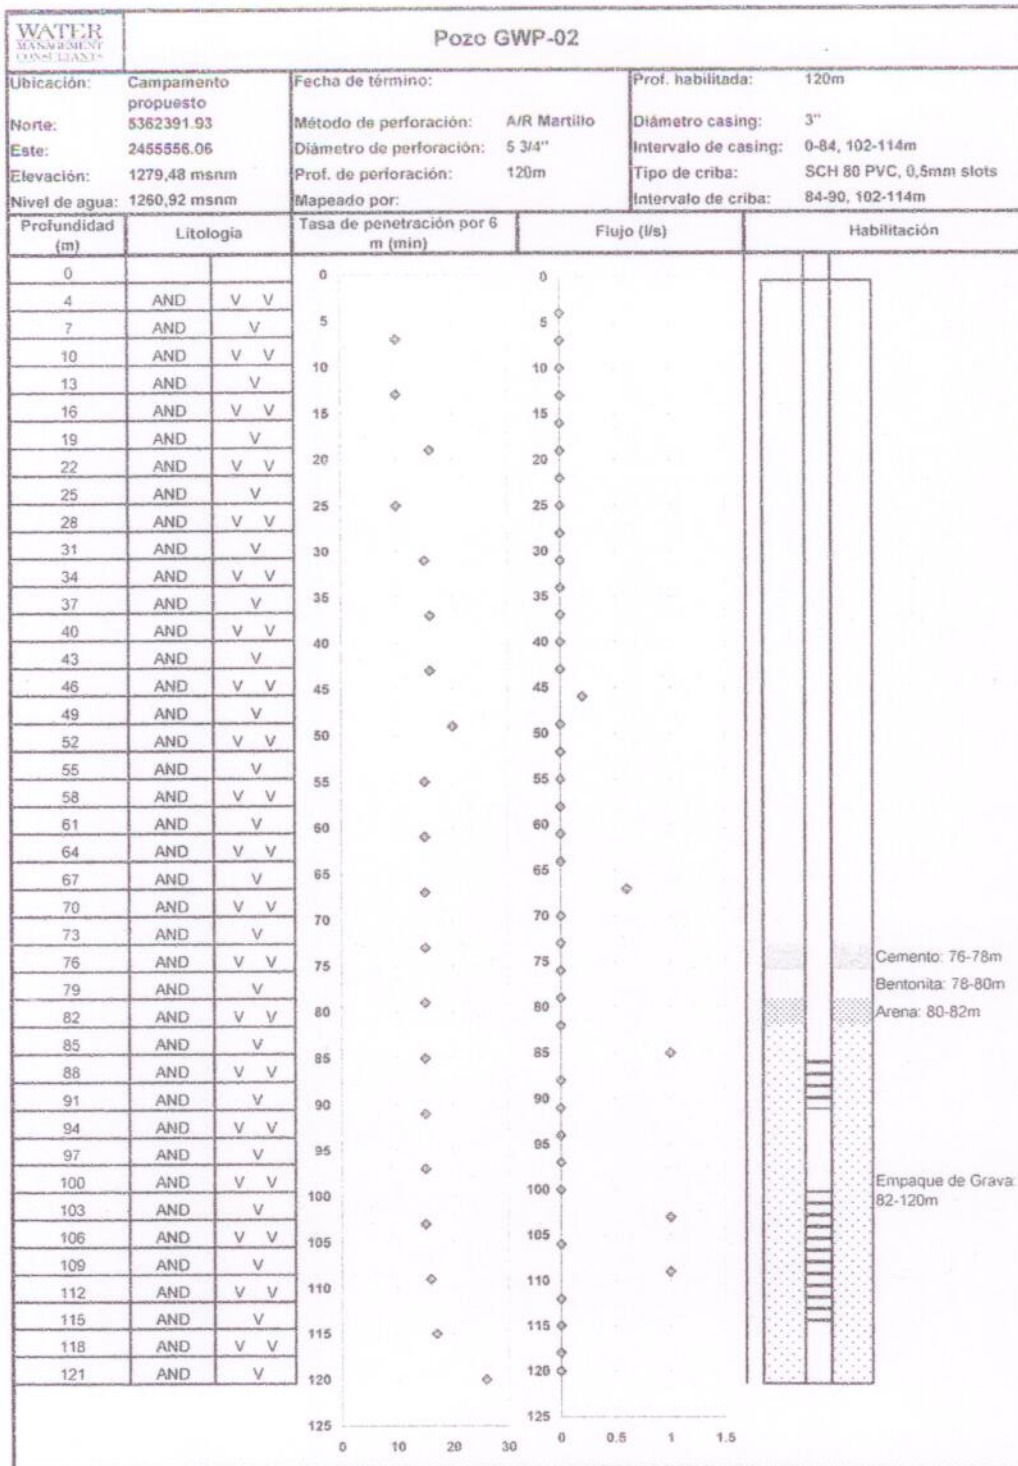 WATER
MANAGEMENT
CONSULTANTS
Pozo GWP-02
Ubicación: Campamento propuesto
Norte: 5362391.93
Este: 2455556.06
Elevación: 1279,48 msnm
Nivel de agua: 1260,92 msnm
Fecha de término:
Método de perforación: A/R Martillo
Diámetro de perforación: 5 3/4"
Prof. de perforación: 120m
Mapeado por:
Prof. habilitada: 120m
Diámetro casing: 3"
Intervalo de casing: 0-84, 102-114m
Tipo de criba: SCH 80 PVC, 0,5mm slots
Intervalo de criba: 84-90, 102-114m
Profundidad (m) Litología Tasa de penetración por 6 m (min) Flujo (l/s) Habilitación
0
4 AND V V
7 AND V
10 AND V V
13 AND V
16 AND V V
19 AND V
22 AND V V
25 AND V
28 AND V V
31 AND V
34 AND V V
37 AND V
40 AND V V
43 AND V
46 AND V V
49 AND V
52 AND V V
55 AND V
58 AND V V
61 AND V
64 AND V V
67 AND V
70 AND V V
73 AND V
76 AND V V
79 AND V
82 AND V V
85 AND V
88 AND V V
91 AND V
94 AND V V
97 AND V
100 AND V V
103 AND V
106 AND V V
109 AND V
112 AND V V
115 AND V
118 AND V V
121 AND V
0
5
10
15
20
25
30
35
40
45
50
55
60
65
70
75
80
85
90
95
100
105
110
115
120
125
0 10 20 30
0
5
10
15
20
25
30
35
40
45
50
55
60
65
70
75
80
85
90
95
100
105
110
115
120
125
0 0.5 1 1.5
Cemento: 76-78m
Bentonita: 78-80m
Arena: 80-82m
Empaque de Grava:
82-120m